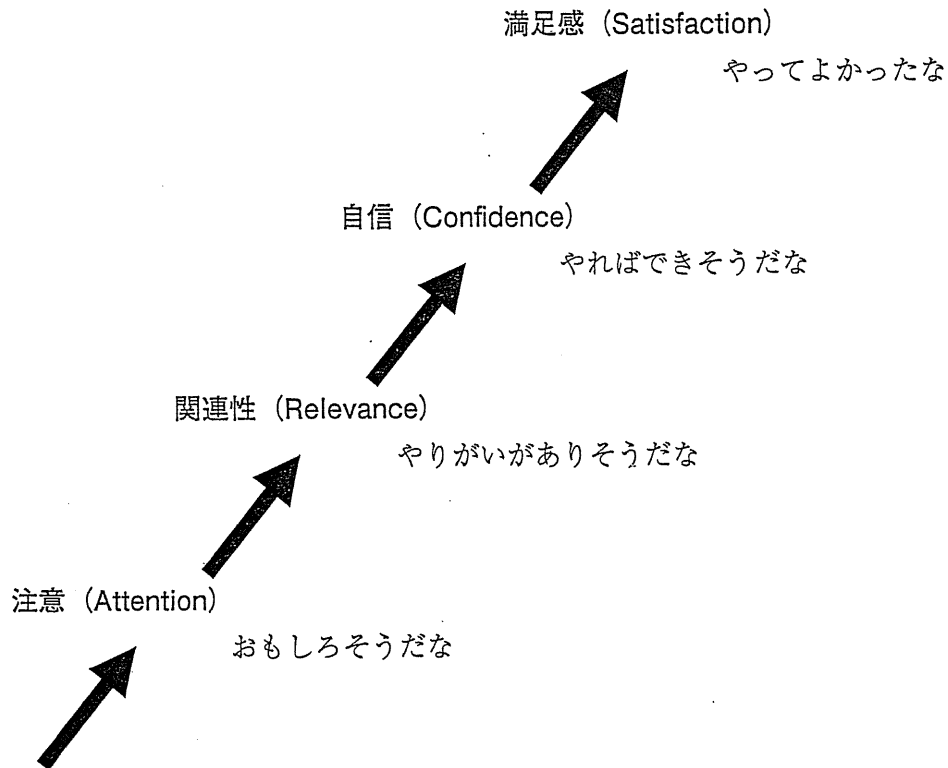 満足感（Satisfaction）
やってよかったな
自信（Confidence）
やればできそうだな
関連性（Relevance）
やりがいがありそうだな
注意（Attention）
おもしろそうだな